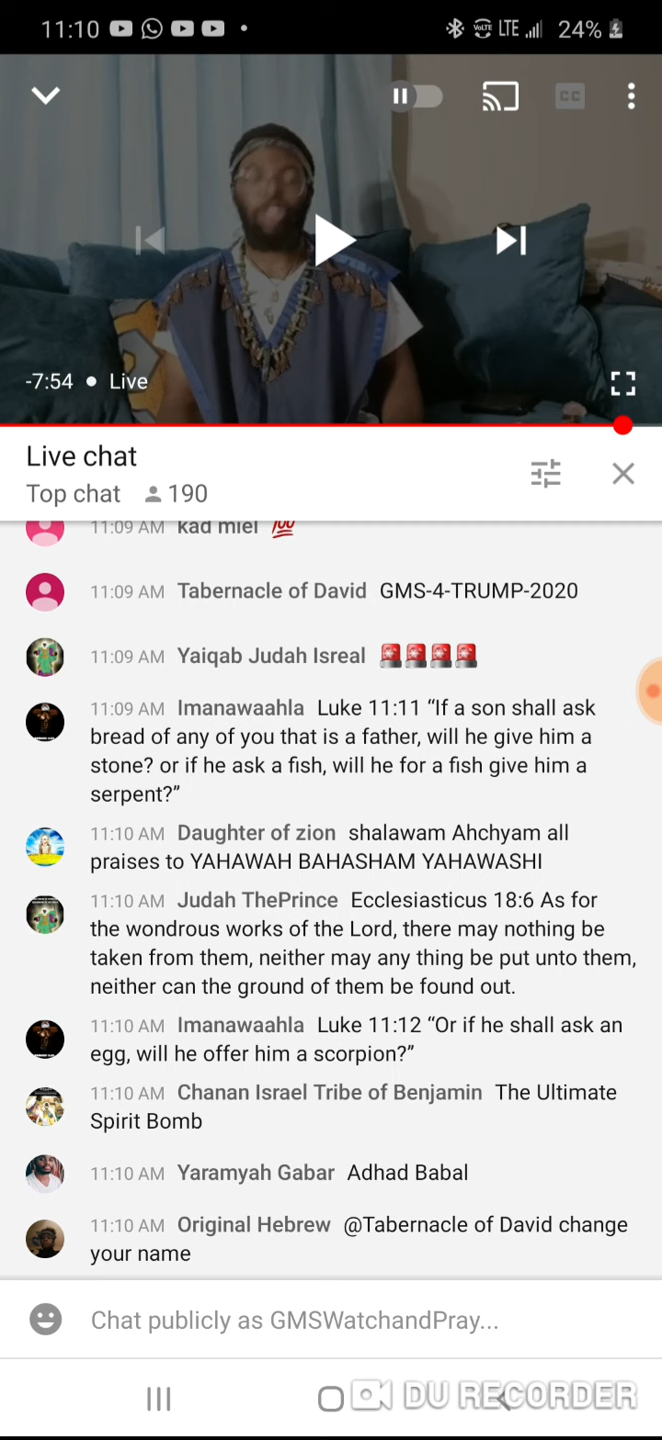 11:10
VoLTE LTE 24%
CC
-7:54 • Live
Live chat
Top chat 190
11:09 AM kad miel 💯
11:09 AM Tabernacle of David GMS-4-TRUMP-2020
11:09 AM Yaiqab Judah Isreal 🚨🚨🚨🚨
11:09 AM Imanawaahla Luke 11:11 “If a son shall ask
bread of any of you that is a father, will he give him a
stone? or if he ask a fish, will he for a fish give him a
serpent?”
11:10 AM Daughter of zion shalawam Ahchyam all
praises to YAHAWAH BAHASHAM YAHAWASHI
11:10 AM Judah ThePrince Ecclesiasticus 18:6 As for
the wondrous works of the Lord, there may nothing be
taken from them, neither may any thing be put unto them,
neither can the ground of them be found out.
11:10 AM Imanawaahla Luke 11:12 “Or if he shall ask an
egg, will he offer him a scorpion?”
11:10 AM Chanan Israel Tribe of Benjamin The Ultimate
Spirit Bomb
11:10 AM Yaramyah Gabar Adhad Babal
11:10 AM Original Hebrew @Tabernacle of David change
your name
Chat publicly as GMSWatchandPray...
DU RECORDER